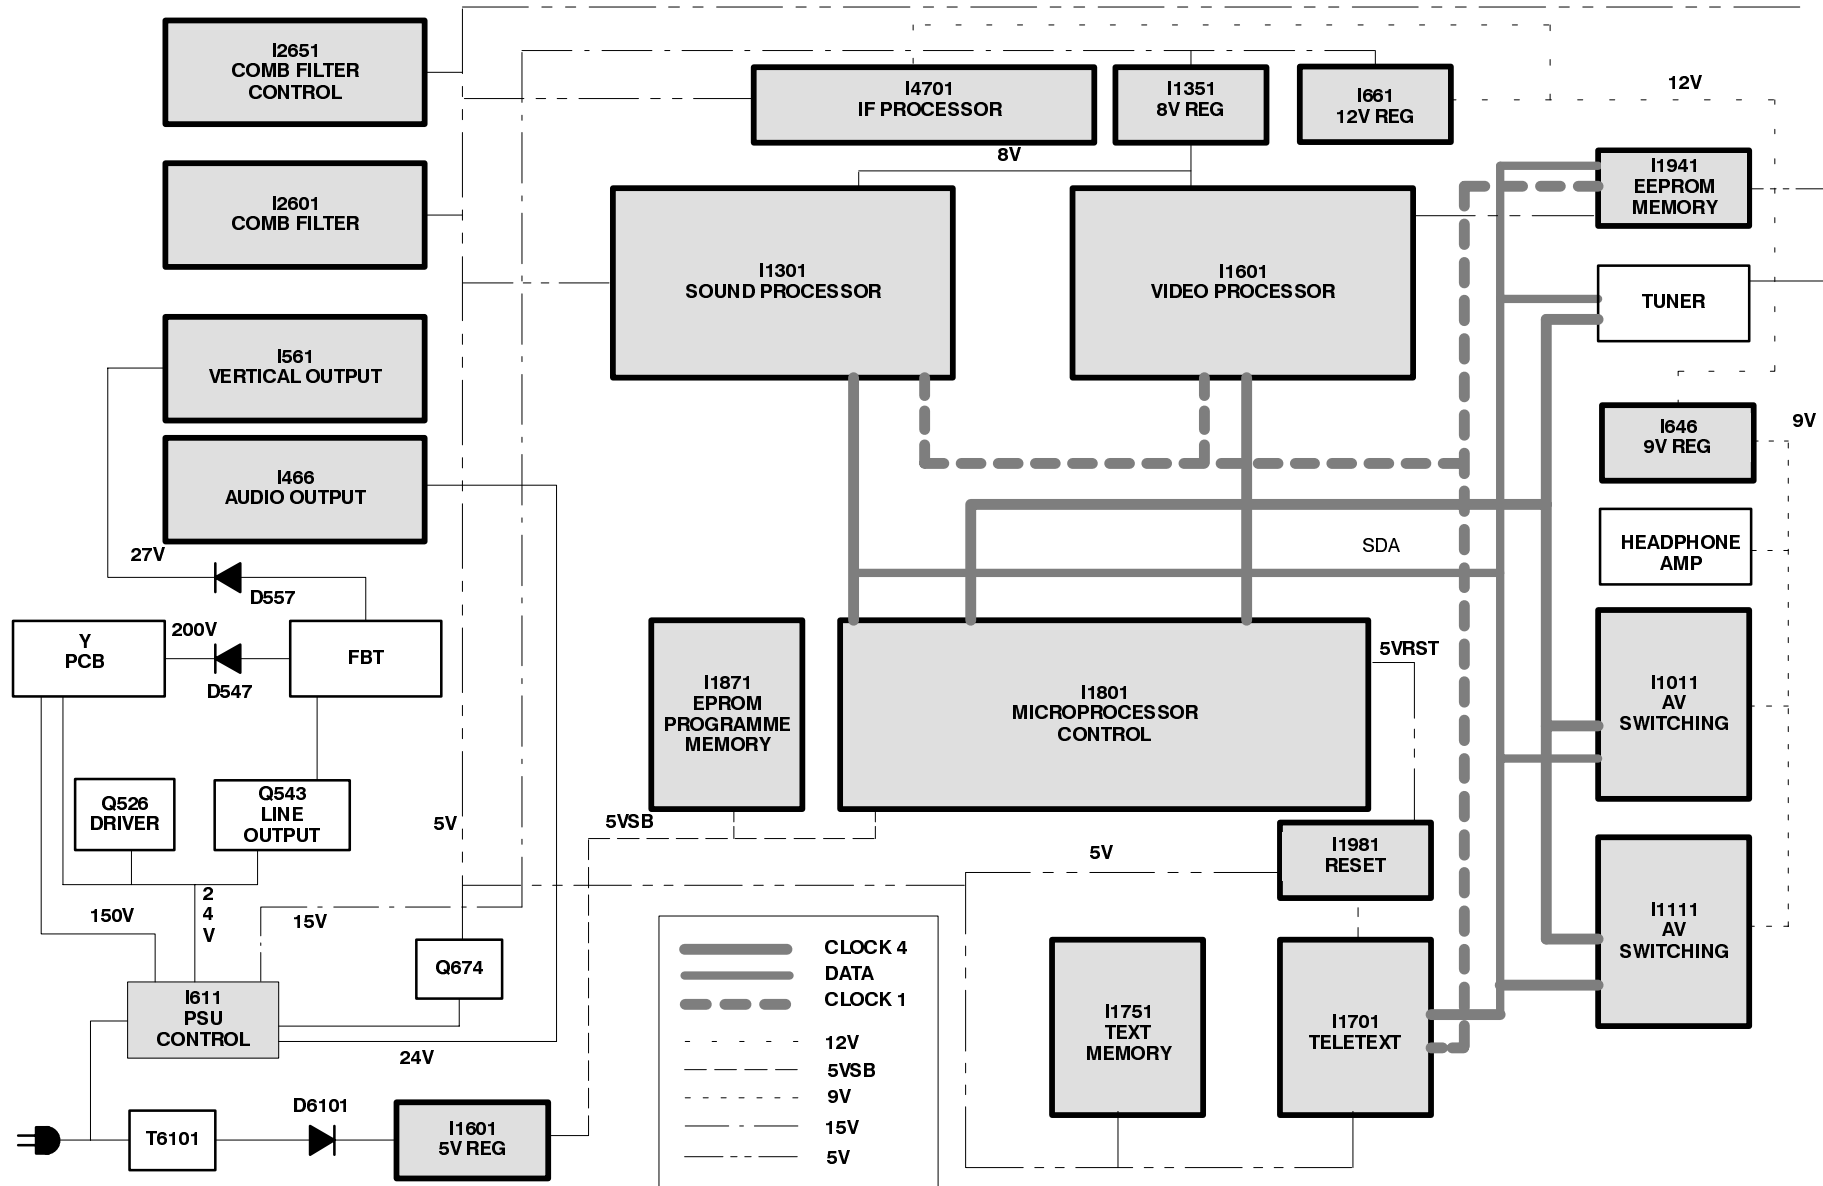 I2651
COMB FILTER
CONTROL
I4701
IF PROCESSOR
I1351
8V REG
I661
12V REG
12V
8V
I1941
EEPROM
MEMORY
I2601
COMB FILTER
I1301
SOUND PROCESSOR
I1601
VIDEO PROCESSOR
TUNER
I561
VERTICAL OUTPUT
I646
9V REG
9V
I466
AUDIO OUTPUT
SDA
HEADPHONE
AMP
27V
D557
Y
PCB
200V
D547
FBT
I1871
EPROM
PROGRAMME
MEMORY
I1801
MICROPROCESSOR
CONTROL
5VRST
I1011
AV
SWITCHING
Q526
DRIVER
Q543
LINE
OUTPUT
5V
5VSB
5V
I1981
RESET
I1111
AV
SWITCHING
150V
2
4
V
15V
Q674
I611
PSU
CONTROL
24V
I1751
TEXT
MEMORY
I1701
TELETEXT
T6101
D6101
I1601
5V REG
CLOCK 4
DATA
CLOCK 1
12V
5VSB
9V
15V
5V